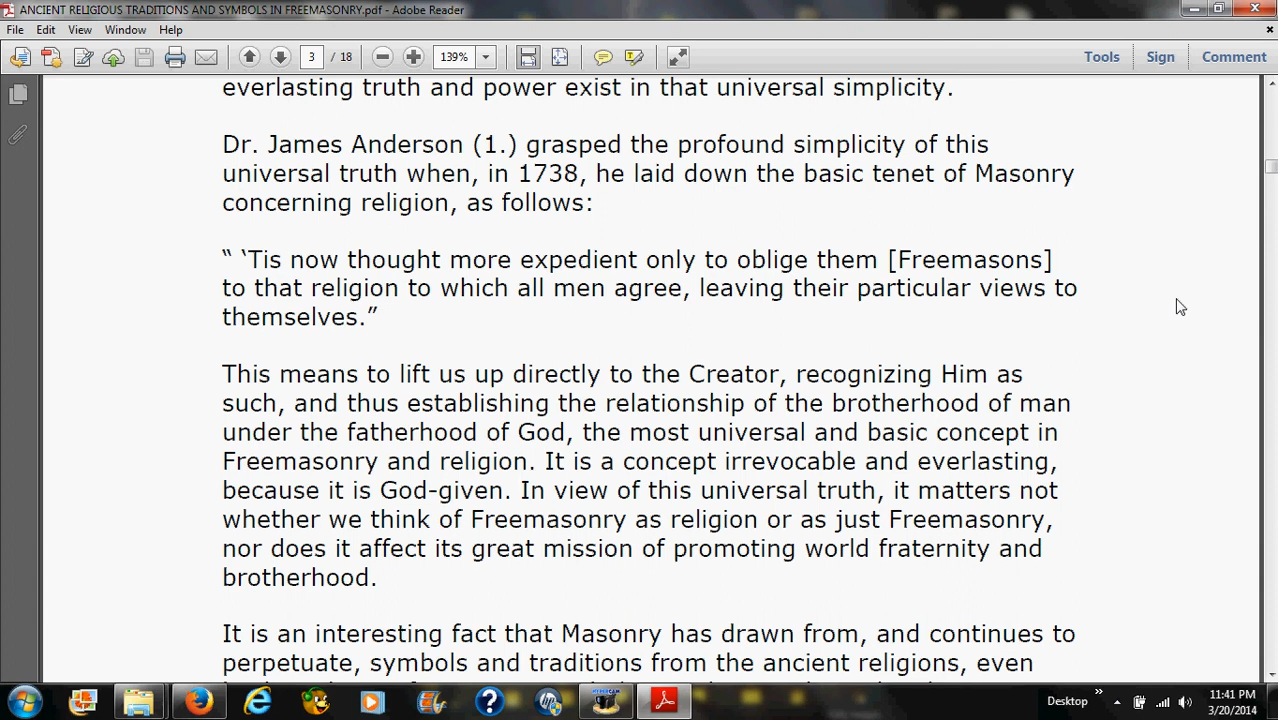 ANCIENT RELIGIOUS TRADITIONS AND SYMBOLS IN FREEMASONRY.pdf - Adobe Reader
File Edit View Window Help
3 / 18 139% Tools Sign Comment
everlasting truth and power exist in that universal simplicity.
Dr. James Anderson (1.) grasped the profound simplicity of this
universal truth when, in 1738, he laid down the basic tenet of Masonry
concerning religion, as follows:
“ ‘Tis now thought more expedient only to oblige them [Freemasons]
to that religion to which all men agree, leaving their particular views to
themselves.”
This means to lift us up directly to the Creator, recognizing Him as
such, and thus establishing the relationship of the brotherhood of man
under the fatherhood of God, the most universal and basic concept in
Freemasonry and religion. It is a concept irrevocable and everlasting,
because it is God-given. In view of this universal truth, it matters not
whether we think of Freemasonry as religion or as just Freemasonry,
nor does it affect its great mission of promoting world fraternity and
brotherhood.
It is an interesting fact that Masonry has drawn from, and continues to
perpetuate, symbols and traditions from the ancient religions, even
Desktop
11:41 PM
3/20/2014